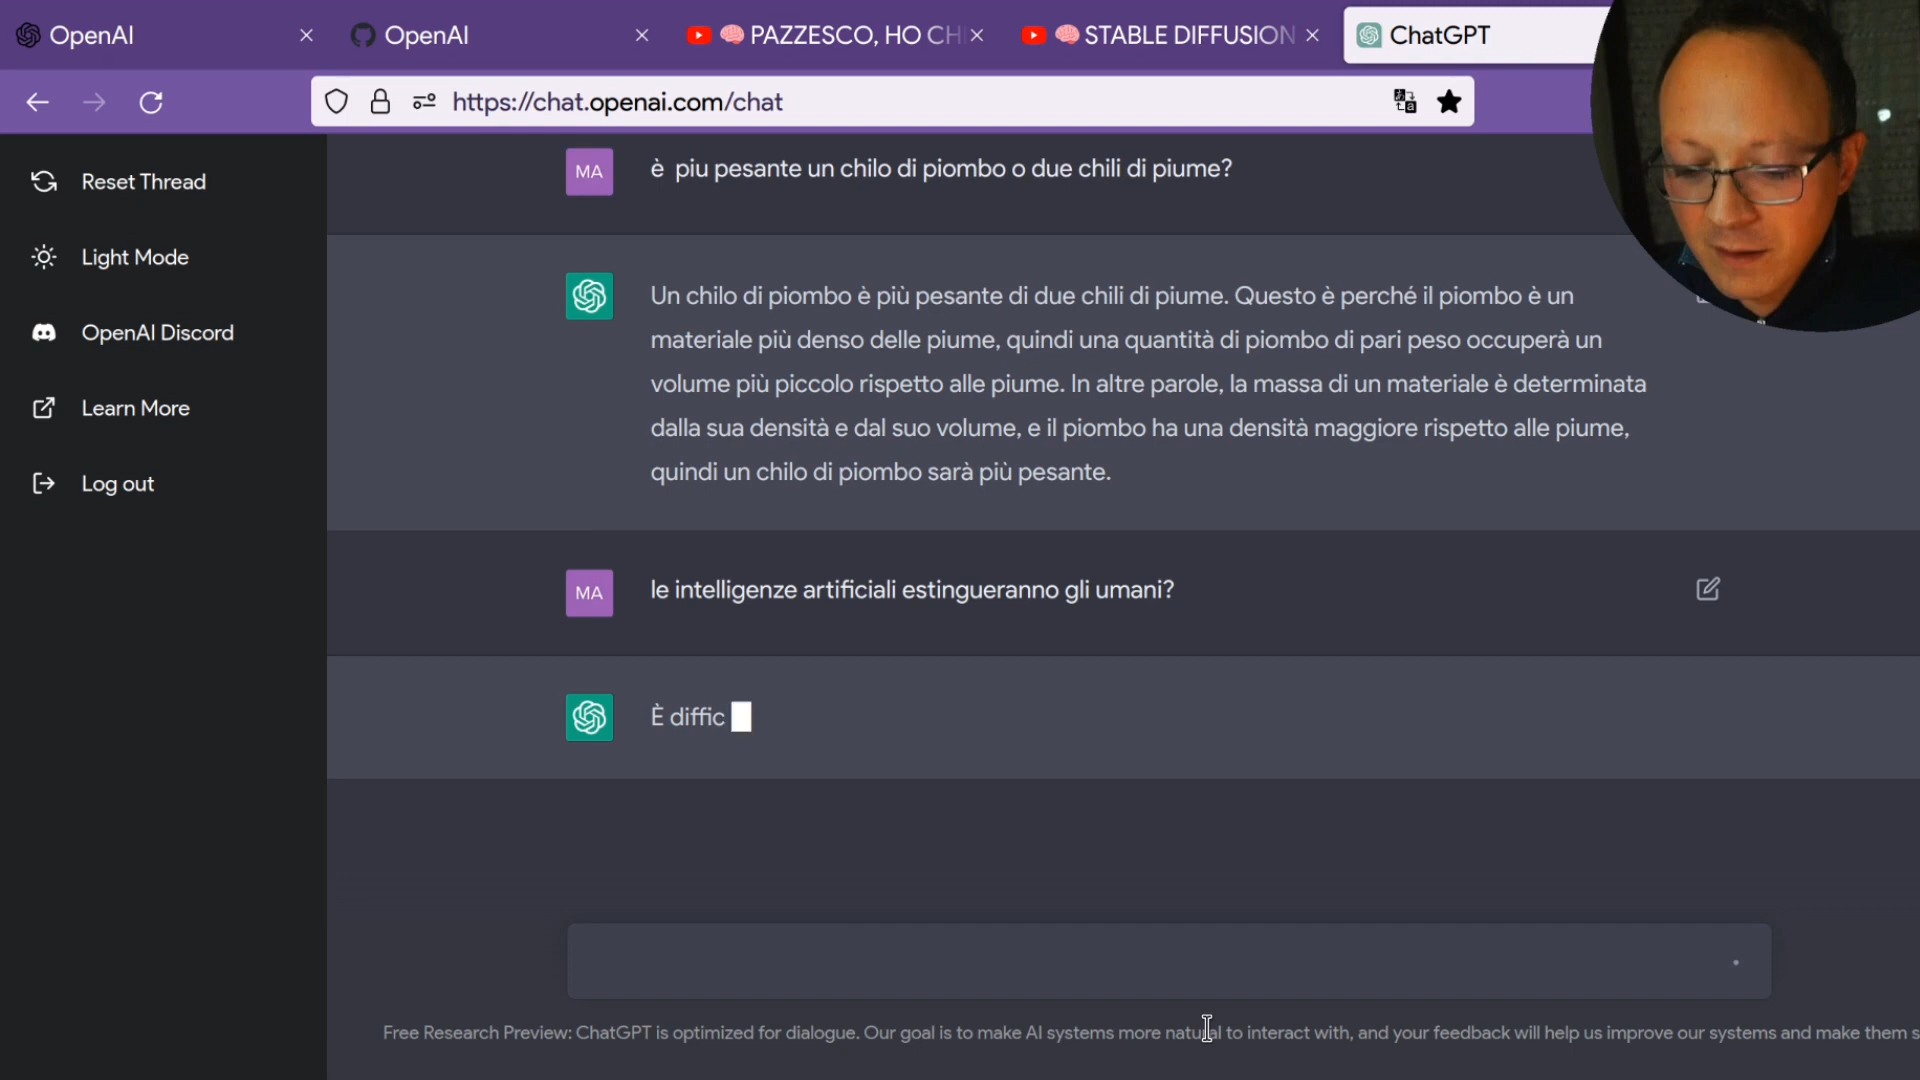 OpenAI
OpenAI
PAZZESCO, HO CH
STABLE DIFFUSION
ChatGPT
https://chat.openai.com/chat
Reset Thread
Light Mode
OpenAI Discord
Learn More
Log out
MA
è  piu pesante un chilo di piombo o due chili di piume?
Un chilo di piombo è più pesante di due chili di piume. Questo è perché il piombo è un
materiale più denso delle piume, quindi una quantità di piombo di pari peso occuperà un
volume più piccolo rispetto alle piume. In altre parole, la massa di un materiale è determinata
dalla sua densità e dal suo volume, e il piombo ha una densità maggiore rispetto alle piume,
quindi un chilo di piombo sarà più pesante.
MA
le intelligenze artificiali estingueranno gli umani?
È diffic
Free Research Preview: ChatGPT is optimized for dialogue. Our goal is to make AI systems more natural to interact with, and your feedback will help us improve our systems and make them s